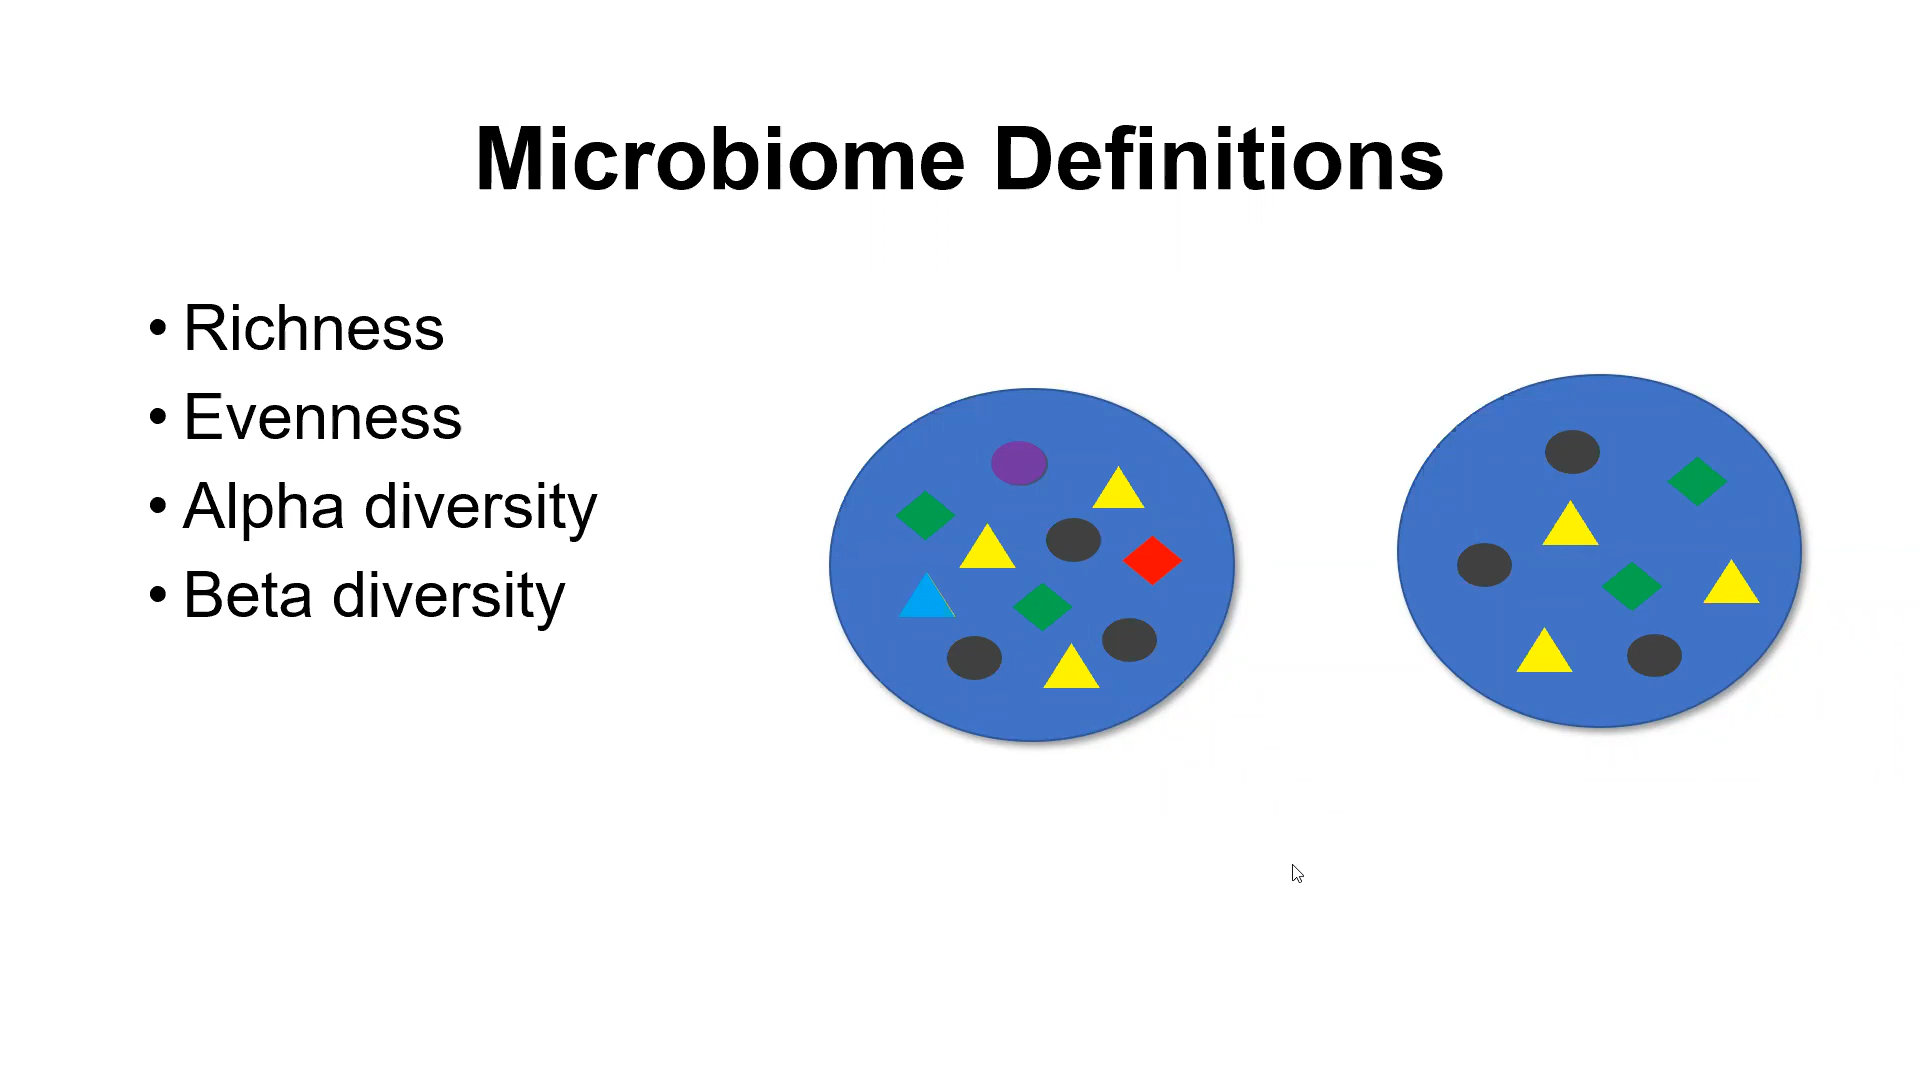 Microbiome Definitions
• Richness
• Evenness
• Alpha diversity
• Beta diversity